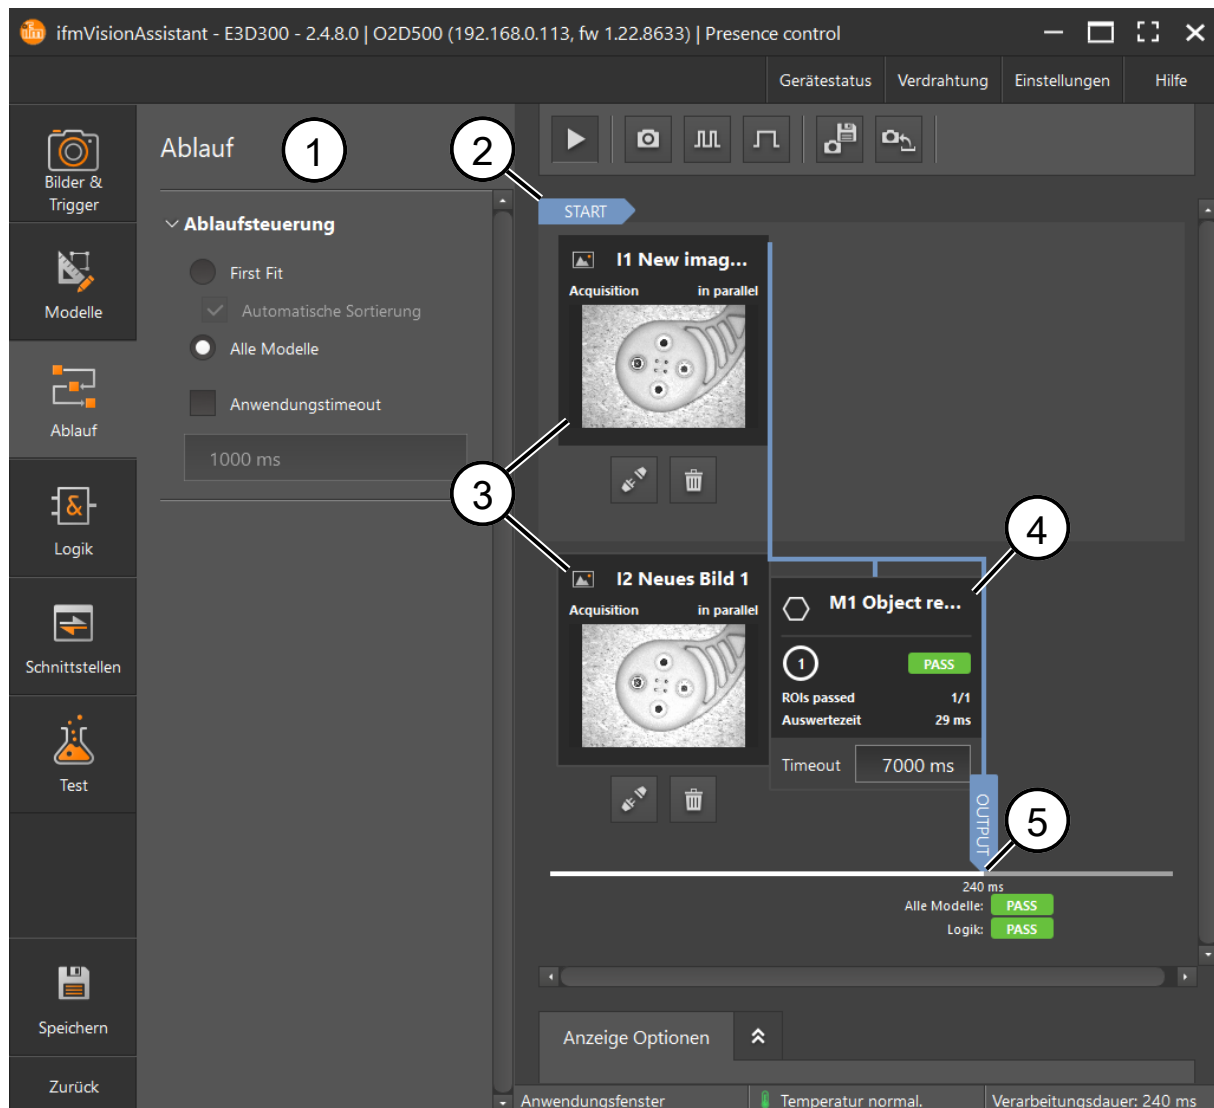 ifm ifmVisionAssistant - E3D300 - 2.4.8.0 | O2D500 (192.168.0.113, fw 1.22.8633) | Presence control
Gerätestatus Verdrahtung Einstellungen Hilfe
Bilder &
Trigger
Modelle
Ablauf
Logik
Schnittstellen
Test
Speichern
Zurück
Ablauf 1
Ablaufsteuerung
First Fit
Automatische Sortierung
Alle Modelle
Anwendungstimeout
1000 ms
2
START
I1 New imag...
Acquisition in parallel
3
I2 Neues Bild 1
Acquisition in parallel
4
M1 Object re...
1 PASS
ROIs passed 1/1
Auswertezeit 29 ms
Timeout 7000 ms
OUTPUT
5
240 ms
Alle Modelle: PASS
Logik: PASS
Anzeige Optionen
Anwendungsfenster Temperatur normal. Verarbeitungsdauer: 240 ms